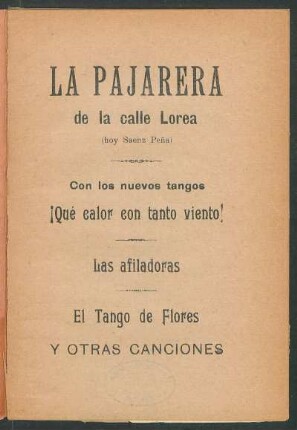 LA PAJARERA
de la calle Lorea
(hoy Saenz Peña)
Con los nuevos tangos
¡Qué calor con tanto viento!
Las afiladoras
El Tango de Flores
Y OTRAS CANCIONES